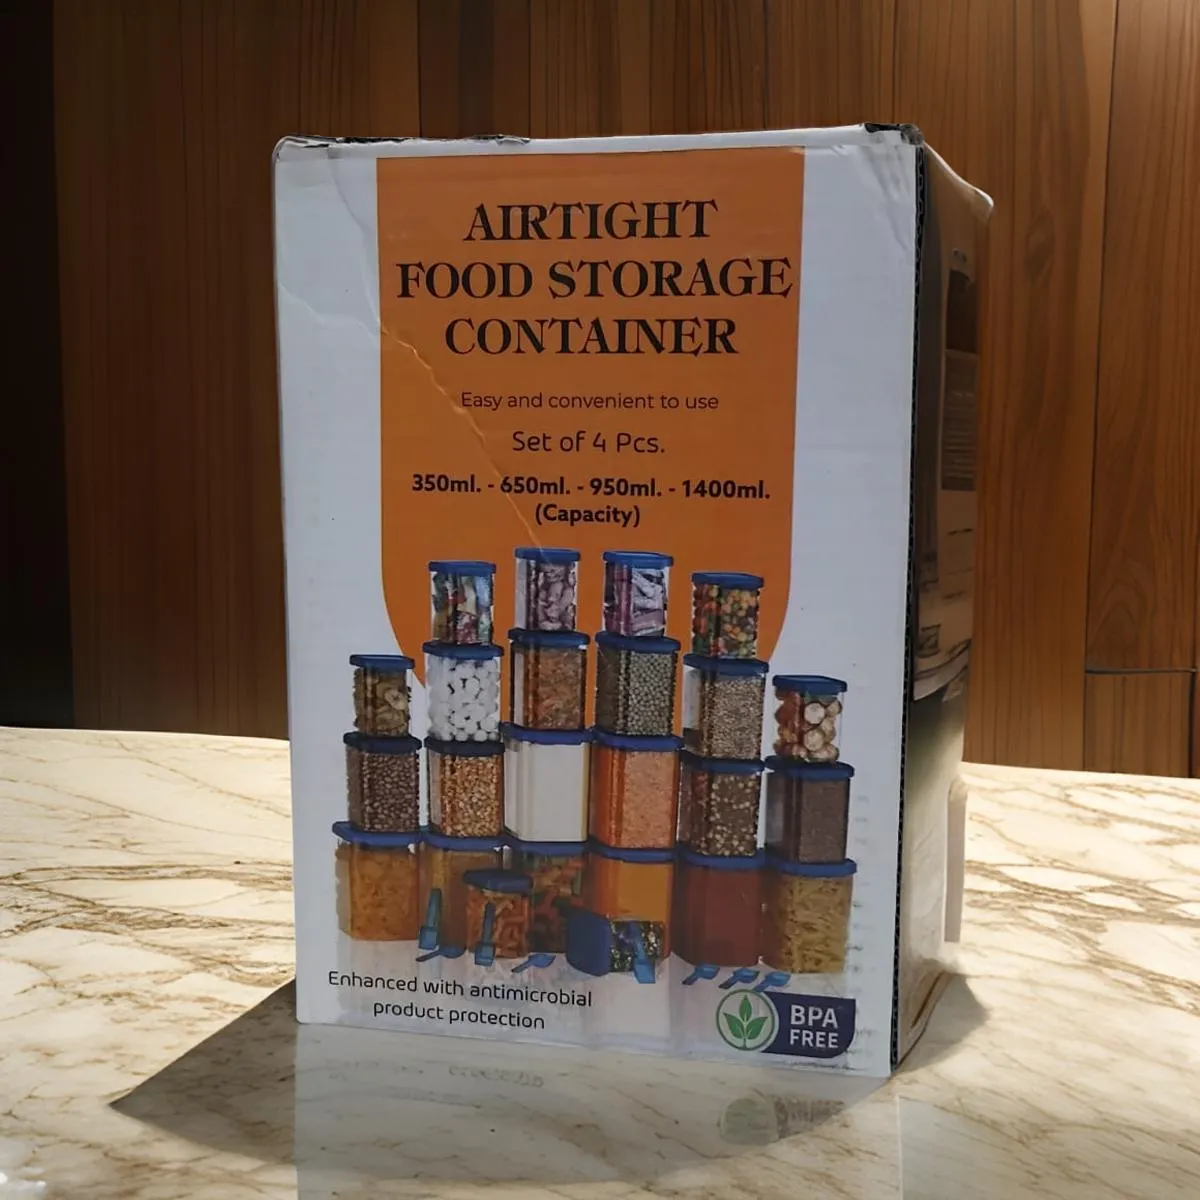 AIRTIGHT
FOOD STORAGE
CONTAINER
Easy and convenient to use
Set of 4 Pcs.
350ml. - 650ml. - 950ml. - 1400ml.
(Capacity)
Enhanced with antimicrobial
product protection
BPA
FREE